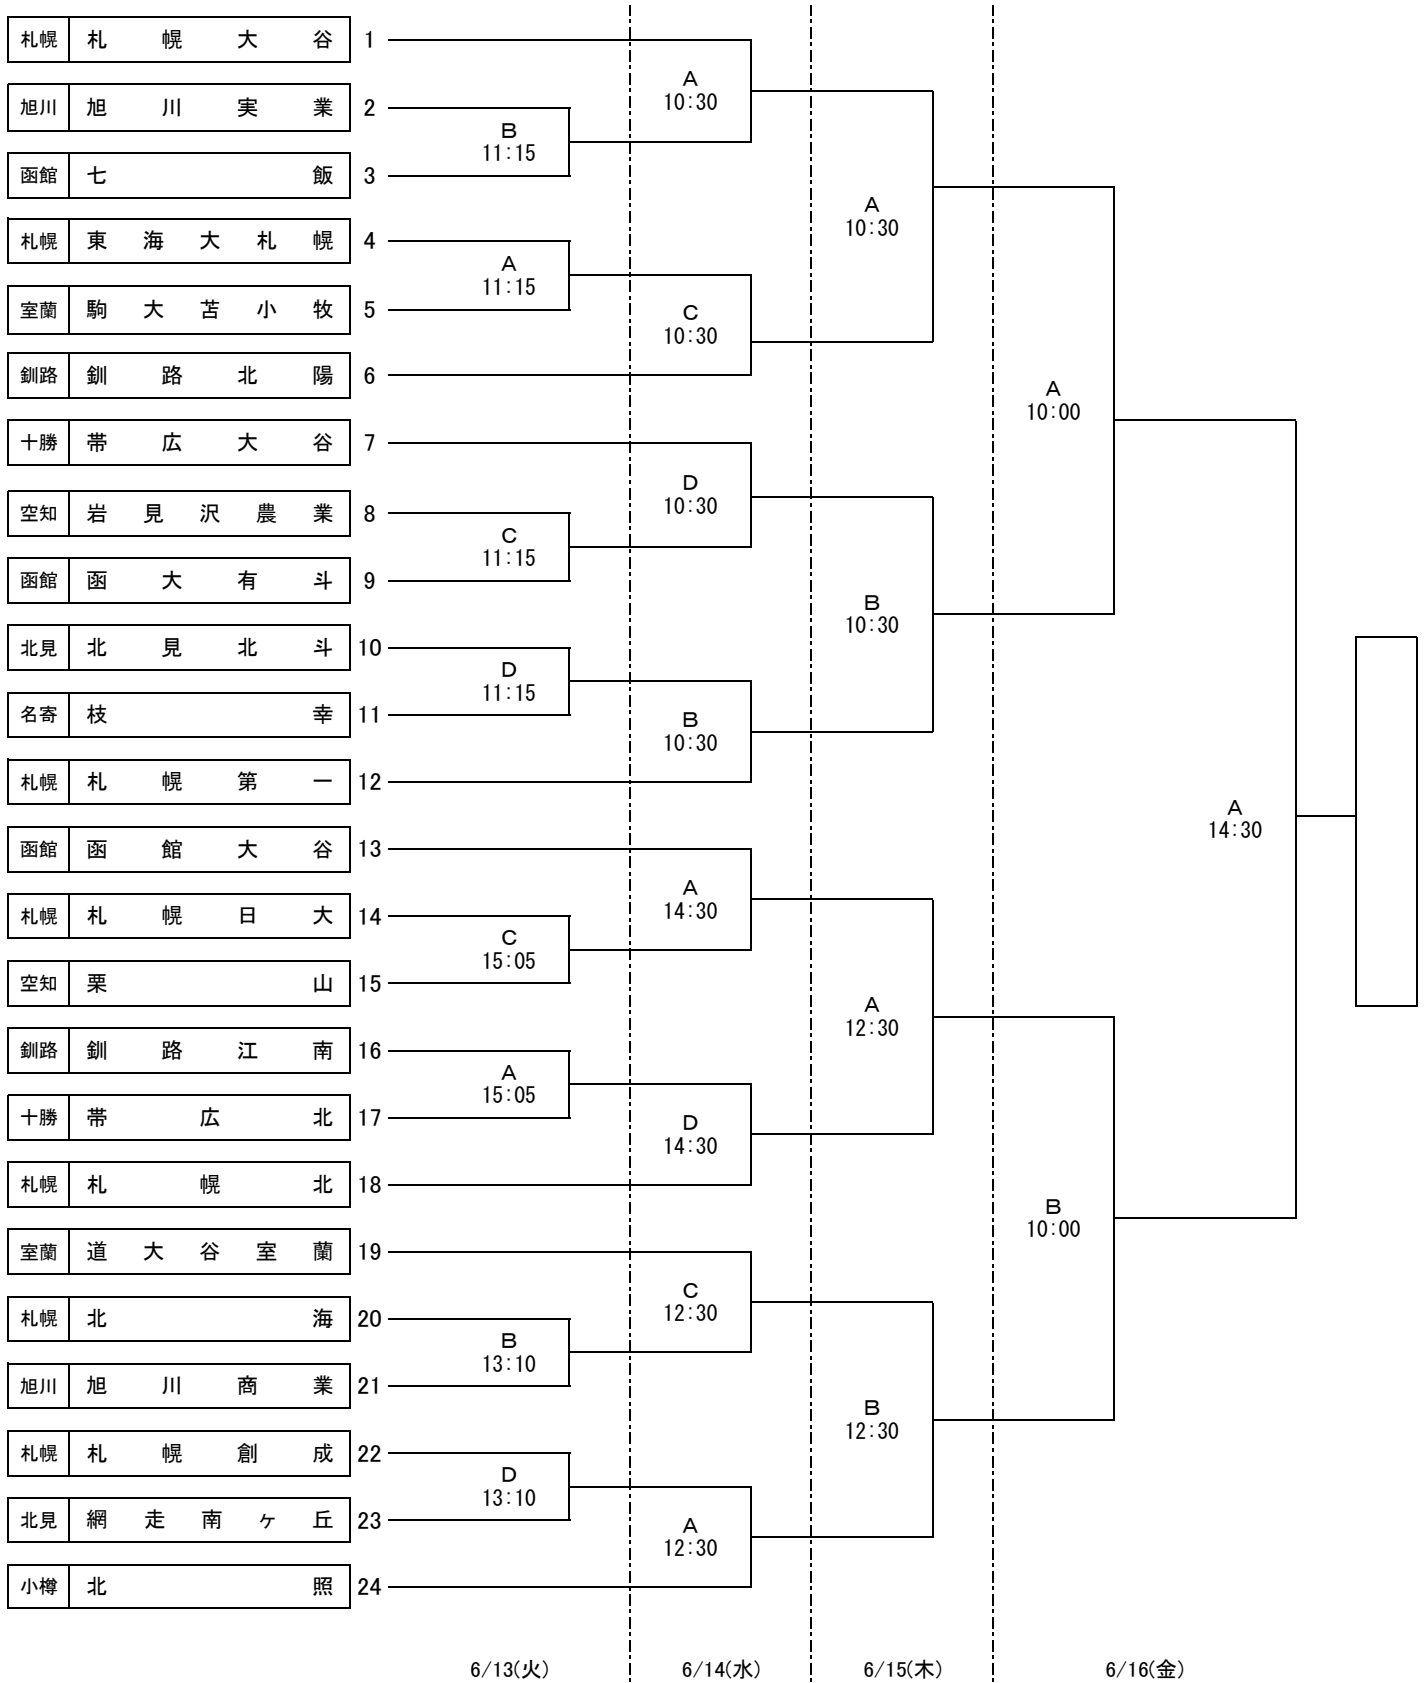 札幌 札幌大谷 1
旭川 旭川実業 2
函館 七飯 3
札幌 東海大札幌 4
室蘭 駒大苫小牧 5
釧路 釧路北陽 6
十勝 帯広大谷 7
空知 岩見沢農業 8
函館 函大有斗 9
北見 北見北斗 10
名寄 枝幸 11
札幌 札幌第一 12
函館 函館大谷 13
札幌 札幌日大 14
空知 栗山 15
釧路 釧路江南 16
十勝 帯広北 17
札幌 札幌北 18
室蘭 道大谷室蘭 19
札幌 北海 20
旭川 旭川商業 21
札幌 札幌創成 22
北見 網走南ヶ丘 23
小樽 北照 24
B
11:15
A
11:15
C
11:15
D
11:15
C
15:05
A
15:05
B
13:10
D
13:10
A
10:30
C
10:30
D
10:30
B
10:30
A
14:30
D
14:30
C
12:30
A
12:30
A
10:30
B
10:30
A
12:30
B
12:30
A
10:00
B
10:00
A
14:30
6/13(火) 6/14(水) 6/15(木) 6/16(金)